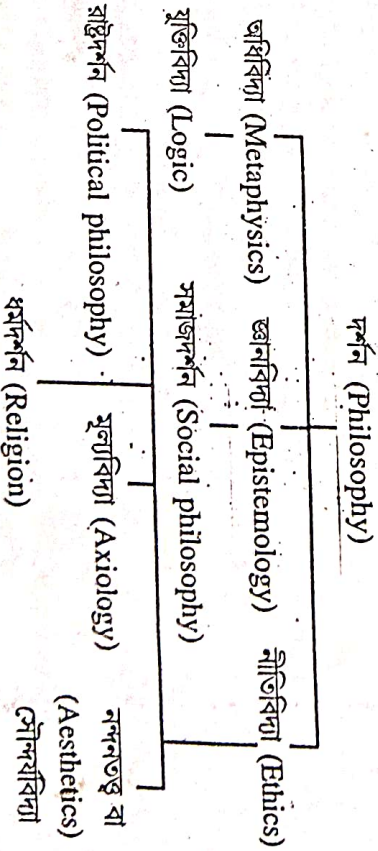 দর্শন (Philosophy)
অধিবিদ্যা (Metaphysics) জ্ঞানবিদ্যা (Epistemology) নীতিবিদ্যা (Ethics)
যুক্তিবিদ্যা (Logic) সমাজদর্শন (Social philosophy)
রাষ্ট্রদর্শন (Political philosophy) মূল্যবিদ্যা (Axiology) নন্দনতত্ত্ব বা
(Aesthetics)
সৌন্দর্যবিদ্যা
ধর্মদর্শন (Religion)